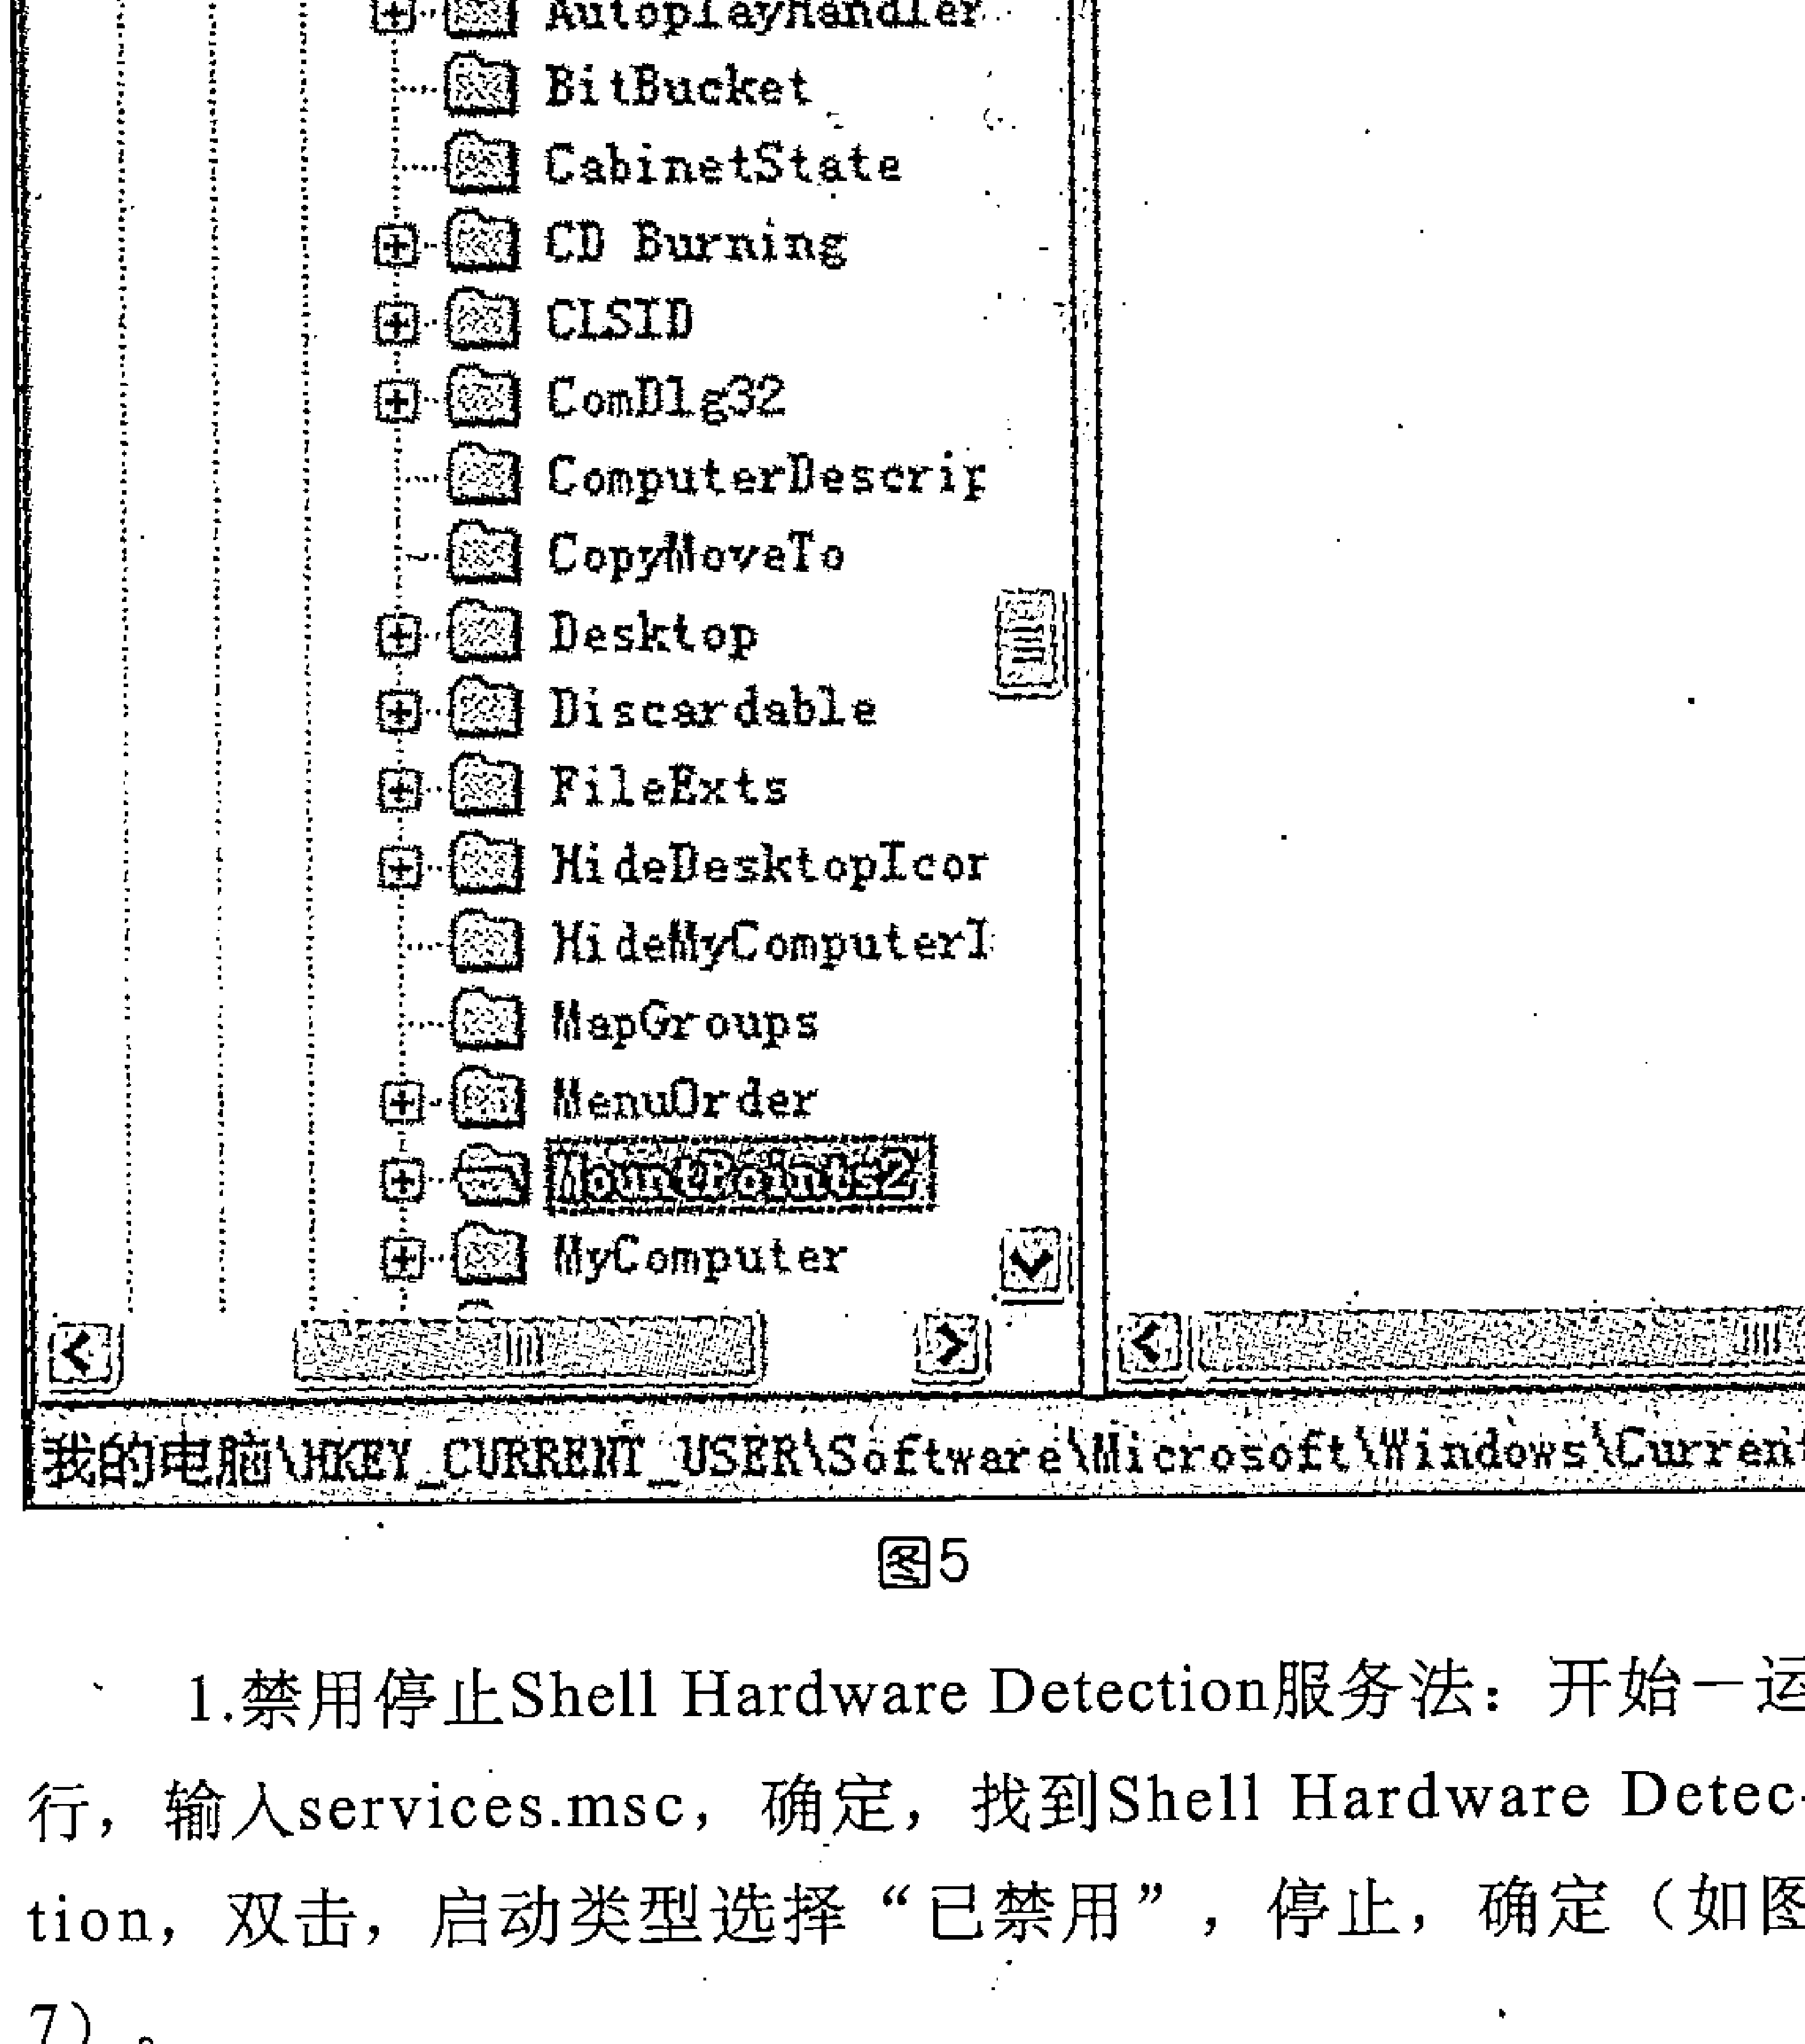 AutoplayHandler
BitBucket
CabinetState
CD Burning
CLSID
ComDlg32
ComputerDescrip
CopyMoveTo
Desktop
Discardable
FileExts
HideDesktopIcon
HideMyComputerI
MapGroups
MenuOrder
MountPoints2
MyComputer
我的电脑\HKEY_CURRENT_USER\Software\Microsoft\Windows\Current
图5
1.禁用停止Shell Hardware Detection服务法：开始－运
行，输入services.msc，确定，找到Shell Hardware Detec-
tion，双击，启动类型选择“已禁用”，停止，确定（如图
7）。